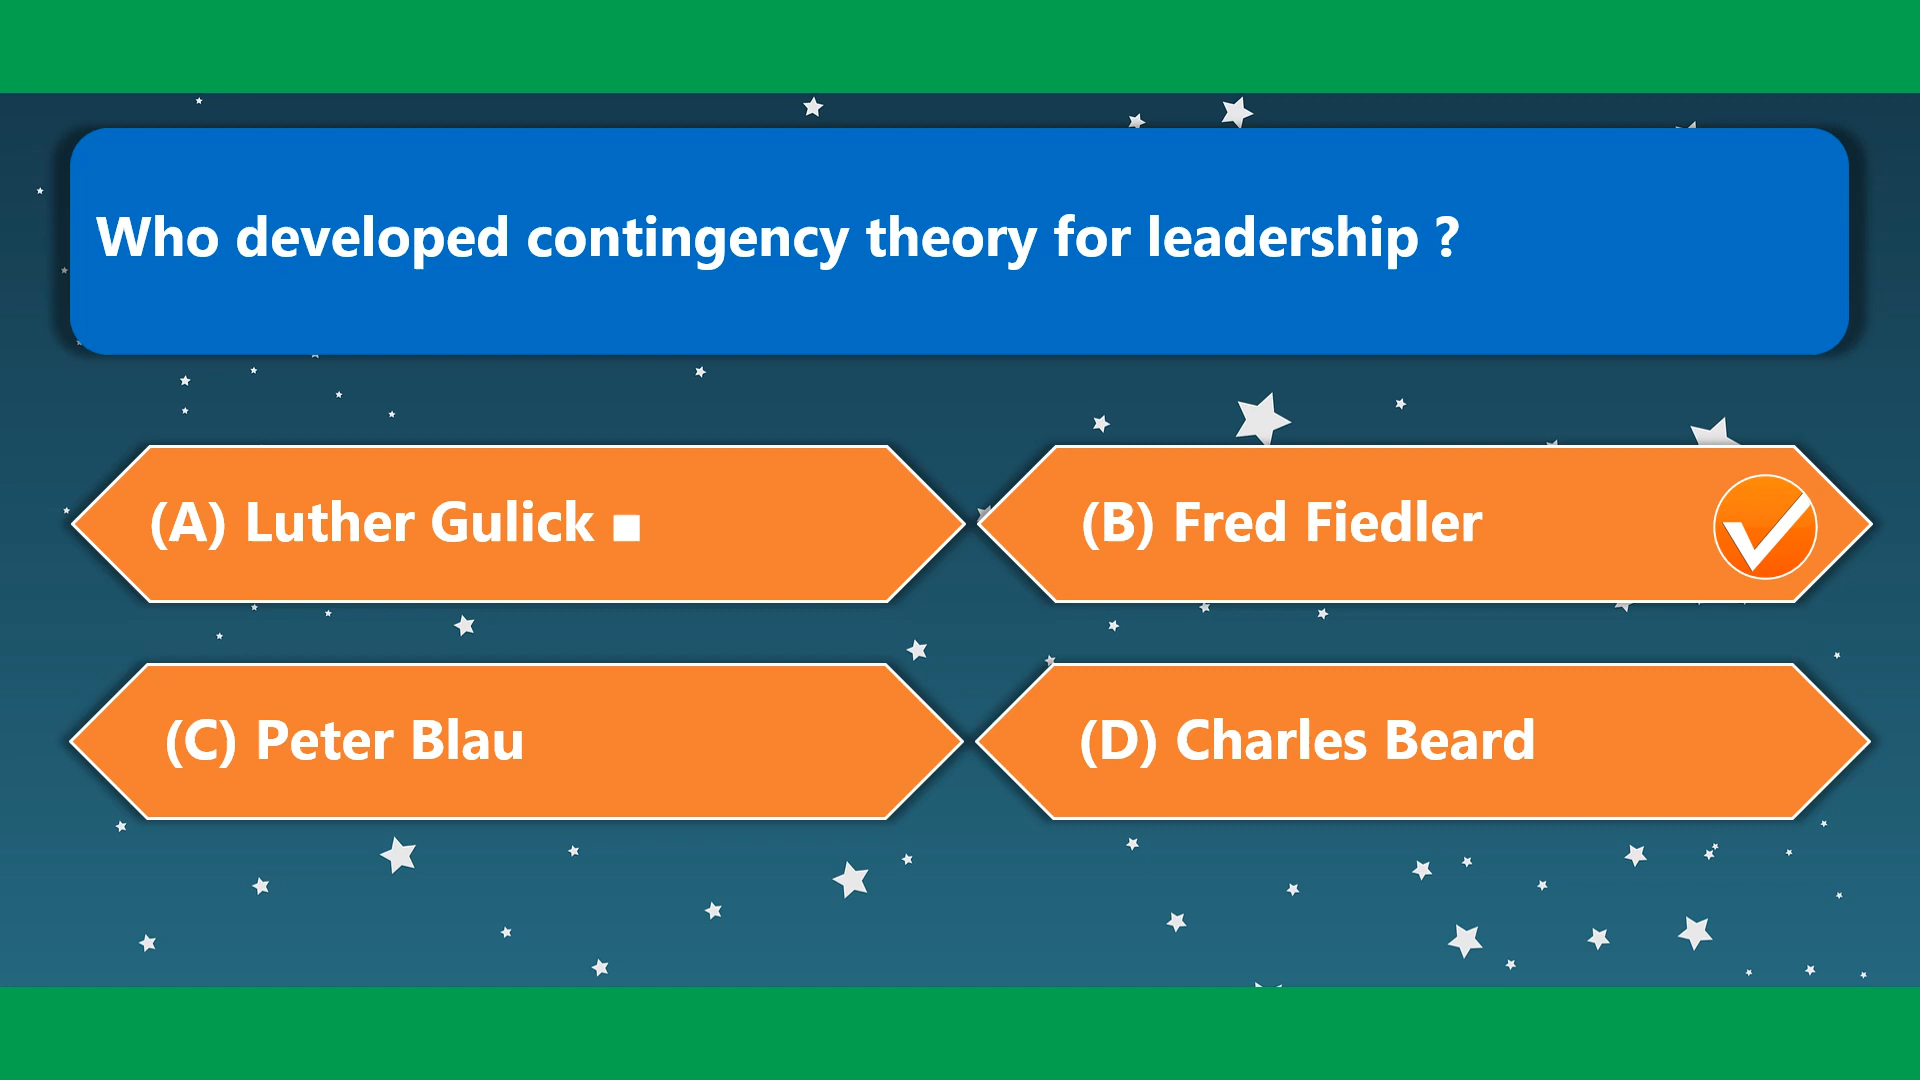 Who developed contingency theory for leadership ?
(A) Luther Gulick ■
(B) Fred Fiedler
(C) Peter Blau
(D) Charles Beard